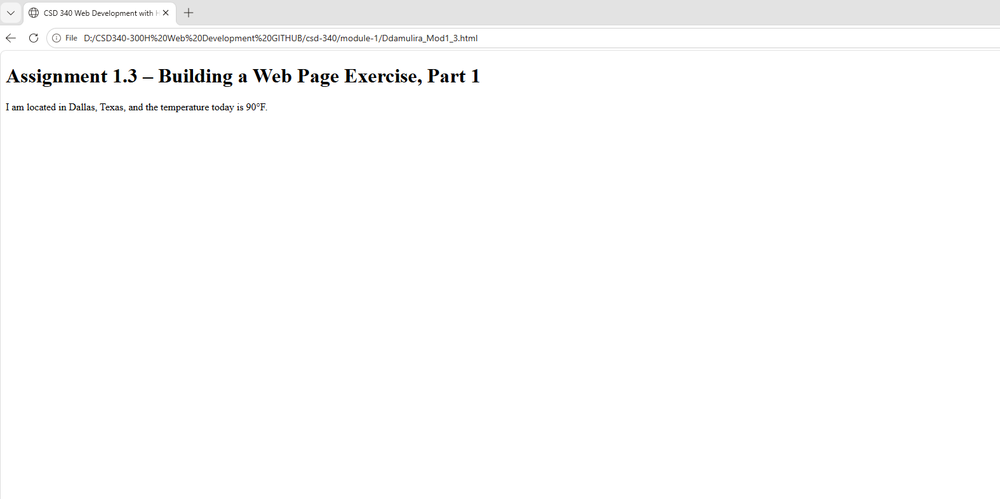 CSD 340 Web Development with
File D:/CSD340-300H%20Web%20Development%20GITHUB/csd-340/module-1/Ddamulira_Mod1_3.html
Assignment 1.3 – Building a Web Page Exercise, Part 1
I am located in Dallas, Texas, and the temperature today is 90°F.